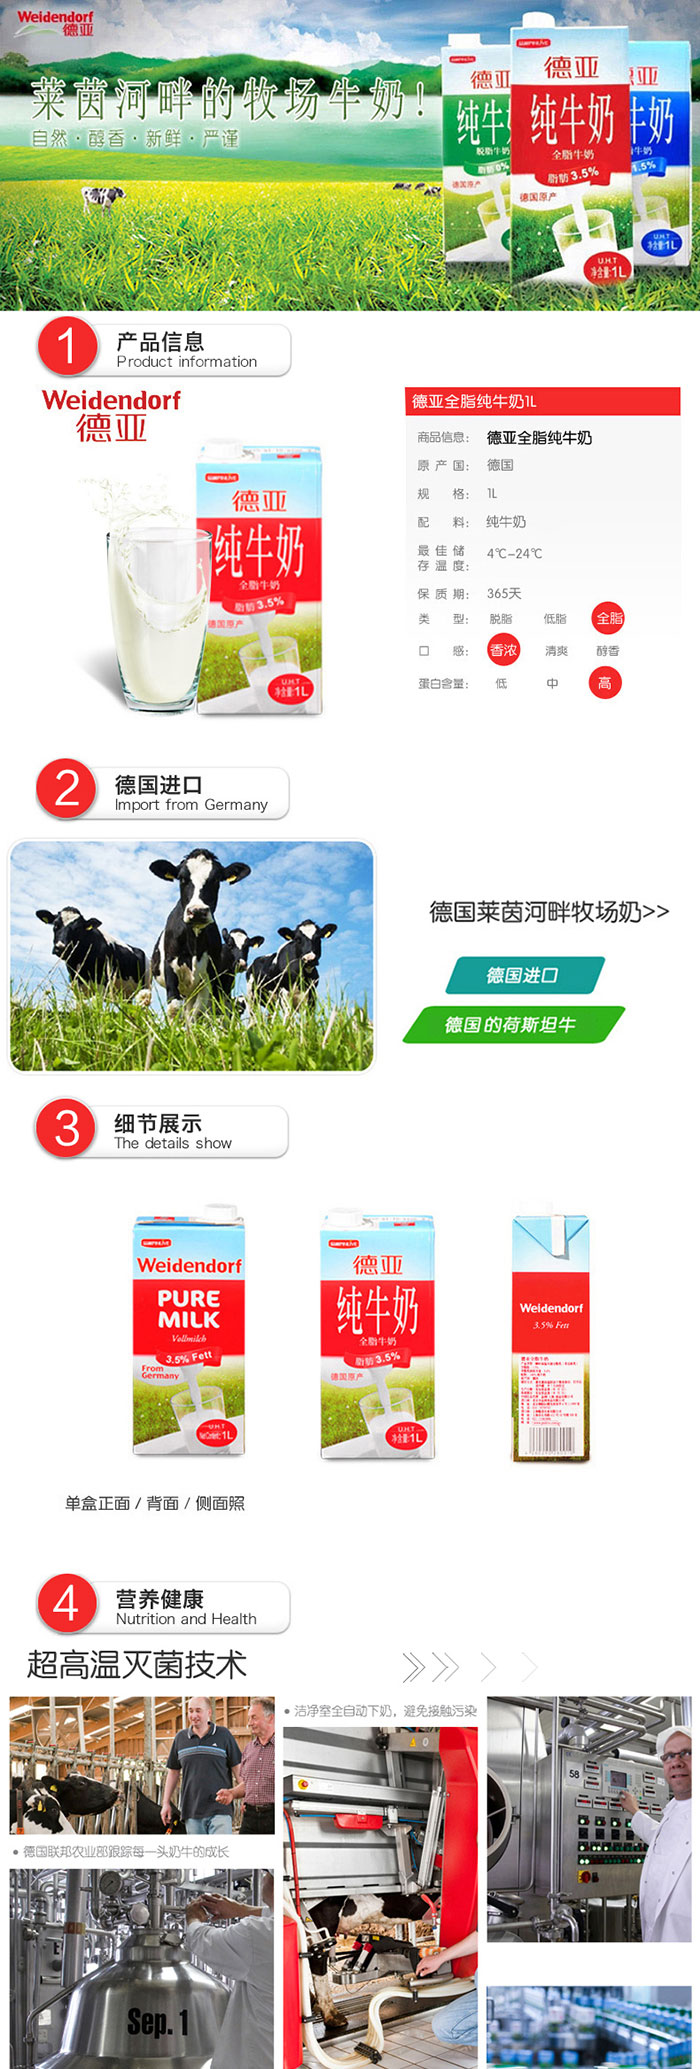 Weidendorf
德亚
莱茵河畔的牧场牛奶!
自然·醇香·新鲜·严谨
德亚
纯牛奶
脱脂牛奶
脂肪 0%
德国原产
U.H.T
净含量:1L
德亚
纯牛奶
全脂牛奶
脂肪 3.5%
德国原产
U.H.T
净含量:1L
牛奶
1.5%
U.H.T
净含量:1L
1
产品信息
Product information
Weidendorf
德亚
德亚
纯牛奶
全脂牛奶
脂肪 3.5%
德国原产
U.H.T
净含量:1L
德亚全脂纯牛奶1L
商品信息: 德亚全脂纯牛奶
原 产 国: 德国
规 格: 1L
配 料: 纯牛奶
最 佳 储
存 温 度: 4℃-24℃
保 质 期: 365天
类 型: 脱脂 低脂 全脂
口 感: 香浓 清爽 醇香
蛋白含量: 低 中 高
2
德国进口
Import from Germany
德国莱茵河畔牧场奶>>
德国进口
德国的荷斯坦牛
3
细节展示
The details show
Weidendorf
PURE
MILK
Vollmilch
3.5% Fett
From
Germany
U.H.T
Net Content: 1L
德亚
纯牛奶
全脂牛奶
脂肪 3.5%
德国原产
U.H.T
净含量:1L
Weidendorf
3.5% Fett
单盒正面 / 背面 / 侧面照
4
营养健康
Nutrition and Health
超高温灭菌技术
洁净室全自动下奶，避免接触污染
58
德国联邦农业部跟踪每一头奶牛的成长
Sep. 1